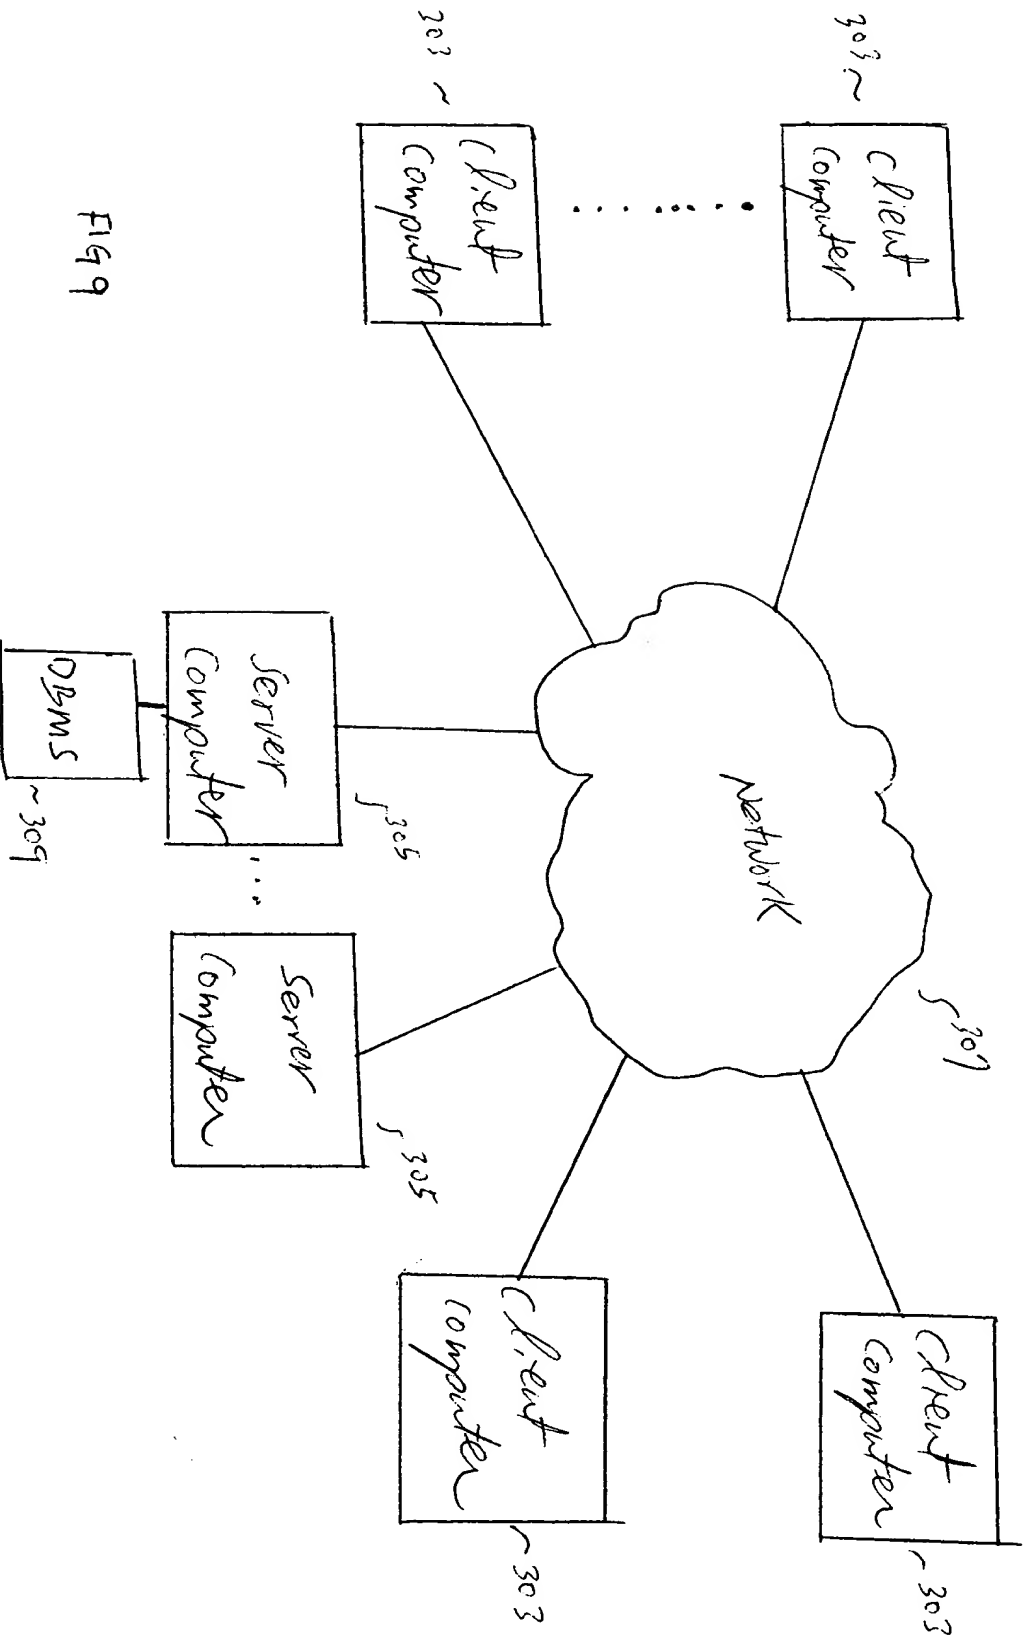 303
Client
Computer
Client
Computer
303
307
Network
303
Client
Computer
Client
Computer
303
305
305
Server
Computer
Server
Computer
DBMS
309
FIG 9